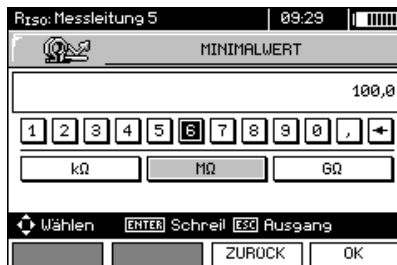 RISO: Messleitung 5 09:29
MINIMALWERT
100,0
1 2 3 4 5 6 7 8 9 0 , ←
kΩ MΩ GΩ
Wählen ENTER Schreil ESC Ausgang
ZURÜCK OK